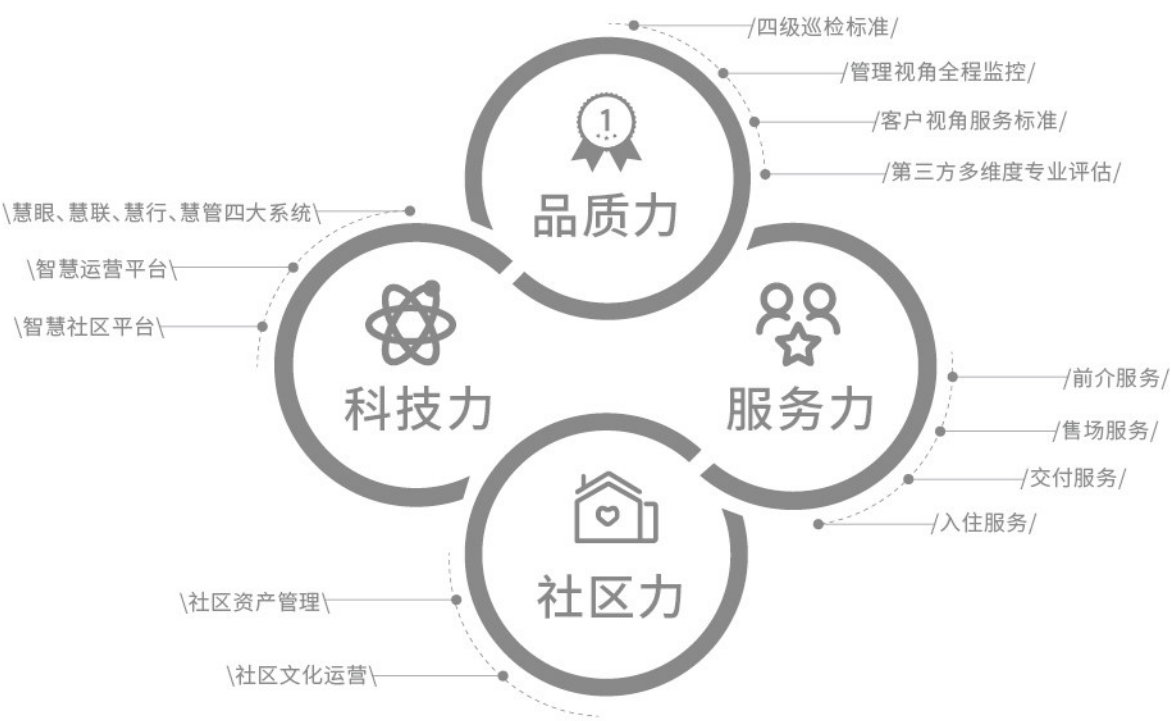 /四级巡检标准/
/管理视角全程监控/
/客户视角服务标准/
/第三方多维度专业评估/
1
品质力
\慧眼、慧联、慧行、慧管四大系统\
\智慧运营平台\
\智慧社区平台\
科技力
服务力
/前介服务/
/售场服务/
/交付服务/
/入住服务/
社区力
\社区资产管理\
\社区文化运营\